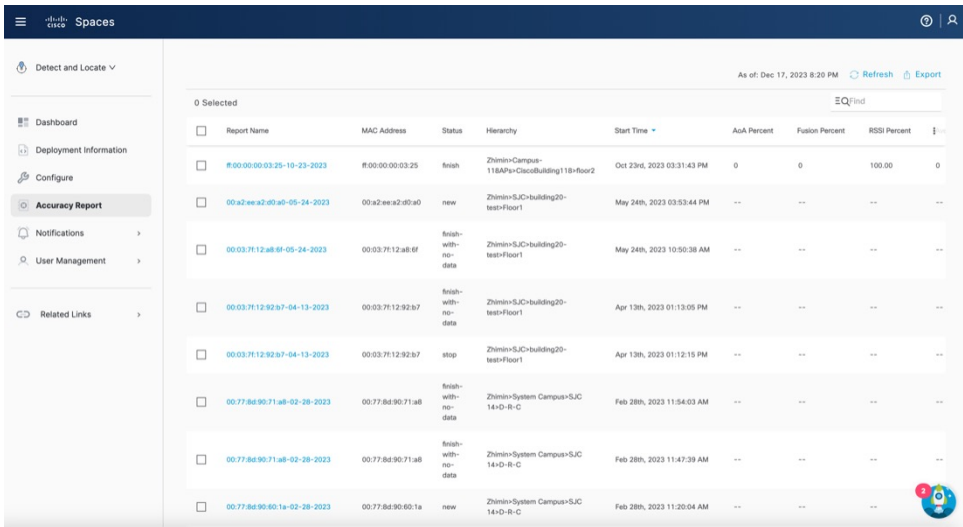 cisco Spaces
Detect and Locate
As of: Dec 17, 2023 8:20 PM Refresh Export
0 Selected
Find
Dashboard
Deployment Information
Configure
Accuracy Report
Notifications
User Management
Related Links
Report Name MAC Address Status Hierarchy Start Time AoA Percent Fusion Percent RSSI Percent
ff:00:00:00:03:25-10-23-2023 ff:00:00:00:03:25 finish Zhimin>Campus-
118APs>CiscoBuilding118>floor2 Oct 23rd, 2023 03:31:43 PM 0 0 100.00 0
00:a2:ee:a2:d0:a0-05-24-2023 00:a2:ee:a2:d0:a0 new Zhimin>SJC>building20-
test>Floor1 May 24th, 2023 03:53:44 PM -- -- -- --
00:03:7f:12:a8:6f-05-24-2023 00:03:7f:12:a8:6f finish-
with-
no-
data Zhimin>SJC>building20-
test>Floor1 May 24th, 2023 10:50:38 AM -- -- -- --
00:03:7f:12:92:b7-04-13-2023 00:03:7f:12:92:b7 finish-
with-
no-
data Zhimin>SJC>building20-
test>Floor1 Apr 13th, 2023 01:13:05 PM -- -- -- --
00:03:7f:12:92:b7-04-13-2023 00:03:7f:12:92:b7 stop Zhimin>SJC>building20-
test>Floor1 Apr 13th, 2023 01:12:15 PM -- -- -- --
00:77:8d:90:71:a8-02-28-2023 00:77:8d:90:71:a8 finish-
with-
no-
data Zhimin>System Campus>SJC
14>D-R-C Feb 28th, 2023 11:54:03 AM -- -- -- --
00:77:8d:90:71:a8-02-28-2023 00:77:8d:90:71:a8 finish-
with-
no-
data Zhimin>System Campus>SJC
14>D-R-C Feb 28th, 2023 11:47:39 AM -- -- -- --
00:77:8d:90:60:1a-02-28-2023 00:77:8d:90:60:1a new Zhimin>System Campus>SJC
14>D-R-C Feb 28th, 2023 11:20:04 AM -- -- -- --
2